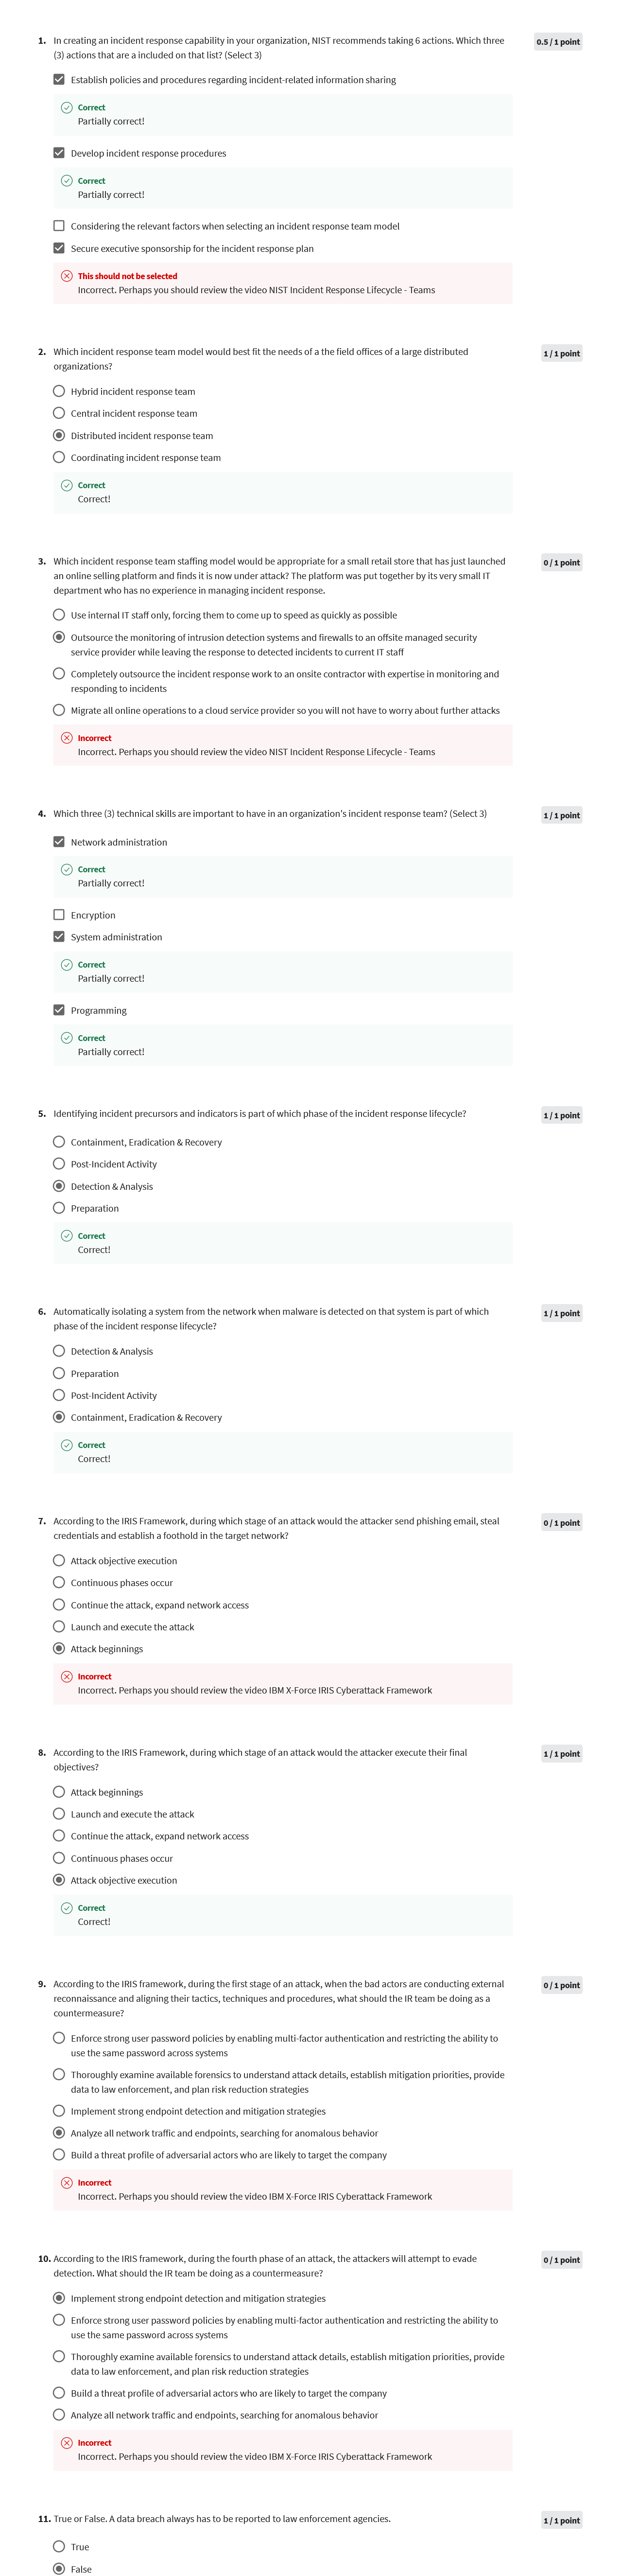 1. In creating an incident response capability in your organization, NIST recommends taking 6 actions. Which three
(3) actions that are a included on that list? (Select 3)
0.5 / 1 point
Establish policies and procedures regarding incident-related information sharing
Correct
Partially correct!
Develop incident response procedures
Correct
Partially correct!
Considering the relevant factors when selecting an incident response team model
Secure executive sponsorship for the incident response plan
This should not be selected
Incorrect. Perhaps you should review the video NIST Incident Response Lifecycle - Teams
2. Which incident response team model would best fit the needs of a the field offices of a large distributed
organizations?
1 / 1 point
Hybrid incident response team
Central incident response team
Distributed incident response team
Coordinating incident response team
Correct
Correct!
3. Which incident response team staffing model would be appropriate for a small retail store that has just launched
an online selling platform and finds it is now under attack? The platform was put together by its very small IT
department who has no experience in managing incident response.
0 / 1 point
Use internal IT staff only, forcing them to come up to speed as quickly as possible
Outsource the monitoring of intrusion detection systems and firewalls to an offsite managed security
service provider while leaving the response to detected incidents to current IT staff
Completely outsource the incident response work to an onsite contractor with expertise in monitoring and
responding to incidents
Migrate all online operations to a cloud service provider so you will not have to worry about further attacks
Incorrect
Incorrect. Perhaps you should review the video NIST Incident Response Lifecycle - Teams
4. Which three (3) technical skills are important to have in an organization's incident response team? (Select 3)
1 / 1 point
Network administration
Correct
Partially correct!
Encryption
System administration
Correct
Partially correct!
Programming
Correct
Partially correct!
5. Identifying incident precursors and indicators is part of which phase of the incident response lifecycle?
1 / 1 point
Containment, Eradication & Recovery
Post-Incident Activity
Detection & Analysis
Preparation
Correct
Correct!
6. Automatically isolating a system from the network when malware is detected on that system is part of which
phase of the incident response lifecycle?
1 / 1 point
Detection & Analysis
Preparation
Post-Incident Activity
Containment, Eradication & Recovery
Correct
Correct!
7. According to the IRIS Framework, during which stage of an attack would the attacker send phishing email, steal
credentials and establish a foothold in the target network?
0 / 1 point
Attack objective execution
Continuous phases occur
Continue the attack, expand network access
Launch and execute the attack
Attack beginnings
Incorrect
Incorrect. Perhaps you should review the video IBM X-Force IRIS Cyberattack Framework
8. According to the IRIS Framework, during which stage of an attack would the attacker execute their final
objectives?
1 / 1 point
Attack beginnings
Launch and execute the attack
Continue the attack, expand network access
Continuous phases occur
Attack objective execution
Correct
Correct!
9. According to the IRIS framework, during the first stage of an attack, when the bad actors are conducting external
reconnaissance and aligning their tactics, techniques and procedures, what should the IR team be doing as a
countermeasure?
0 / 1 point
Enforce strong user password policies by enabling multi-factor authentication and restricting the ability to
use the same password across systems
Thoroughly examine available forensics to understand attack details, establish mitigation priorities, provide
data to law enforcement, and plan risk reduction strategies
Implement strong endpoint detection and mitigation strategies
Analyze all network traffic and endpoints, searching for anomalous behavior
Build a threat profile of adversarial actors who are likely to target the company
Incorrect
Incorrect. Perhaps you should review the video IBM X-Force IRIS Cyberattack Framework
10. According to the IRIS framework, during the fourth phase of an attack, the attackers will attempt to evade
detection. What should the IR team be doing as a countermeasure?
0 / 1 point
Implement strong endpoint detection and mitigation strategies
Enforce strong user password policies by enabling multi-factor authentication and restricting the ability to
use the same password across systems
Thoroughly examine available forensics to understand attack details, establish mitigation priorities, provide
data to law enforcement, and plan risk reduction strategies
Build a threat profile of adversarial actors who are likely to target the company
Analyze all network traffic and endpoints, searching for anomalous behavior
Incorrect
Incorrect. Perhaps you should review the video IBM X-Force IRIS Cyberattack Framework
11. True or False. A data breach always has to be reported to law enforcement agencies.
1 / 1 point
True
False